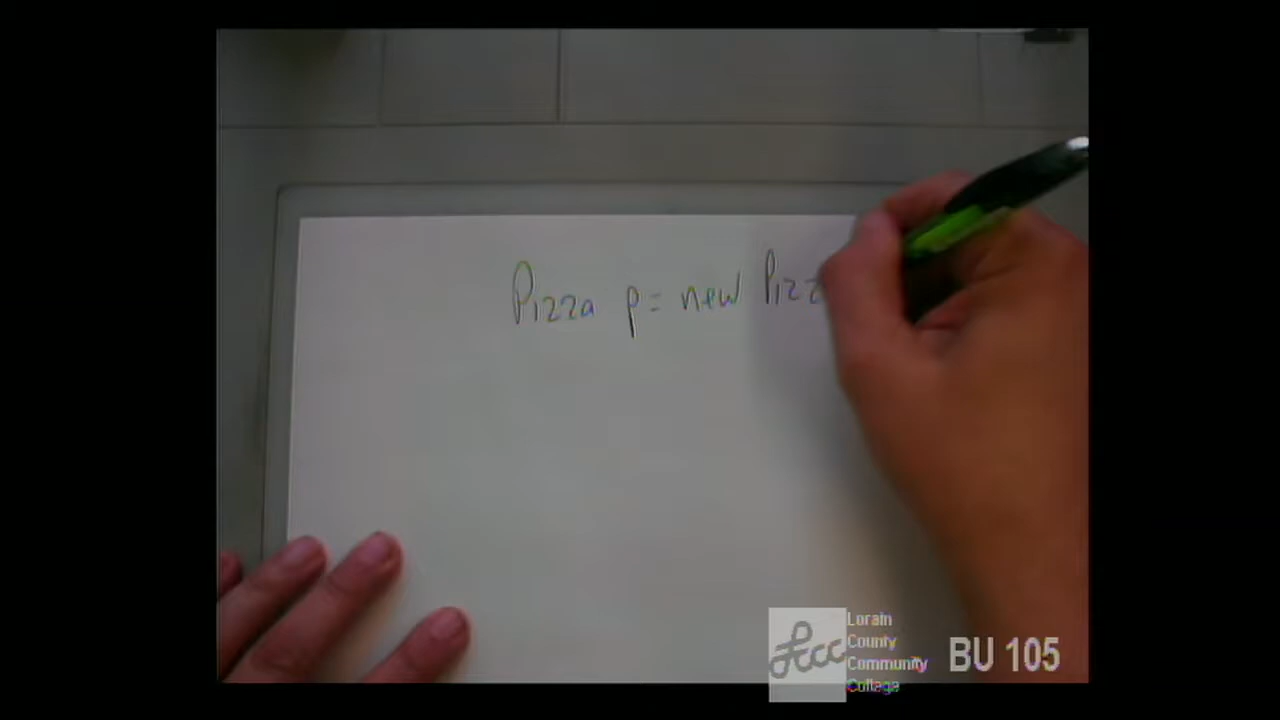 Pizza p = new Pizz
Lorain
County
Community
College
BU 105